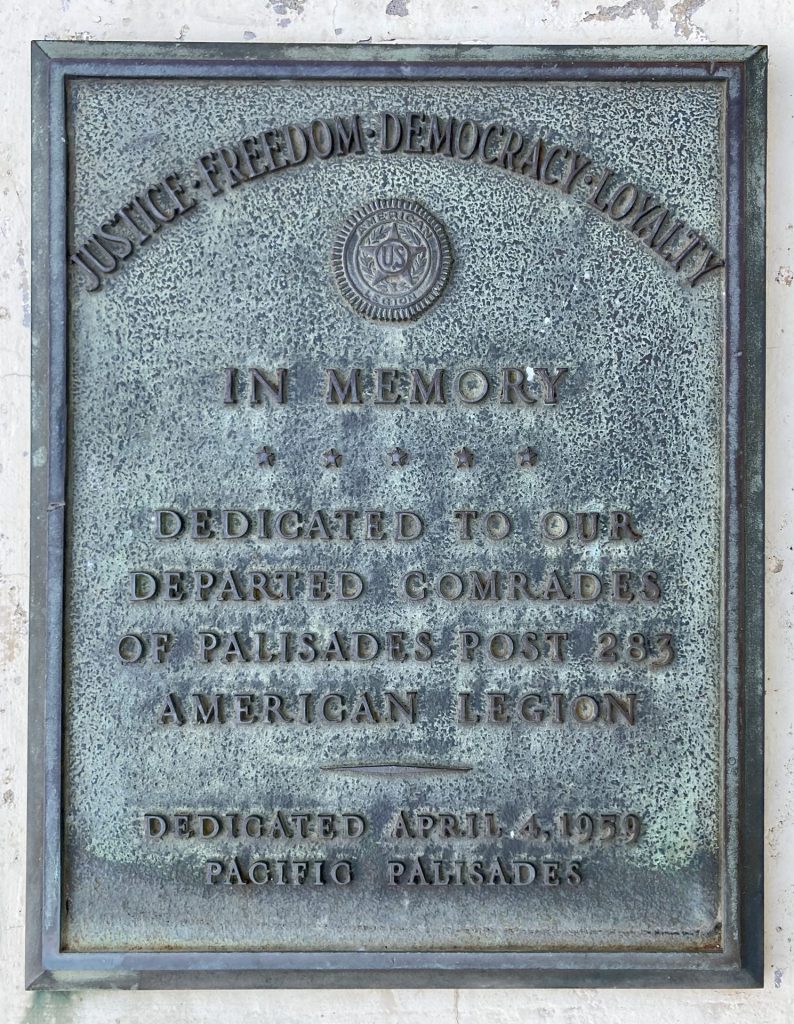 JUSTICE · FREEDOM · DEMOCRACY · LOYALTY
AMERICAN
US
LEGION
IN MEMORY
DEDICATED TO OUR
DEPARTED COMRADES
OF PALISADES POST 283
AMERICAN LEGION
DEDICATED APRIL 4, 1959
PACIFIC PALISADES